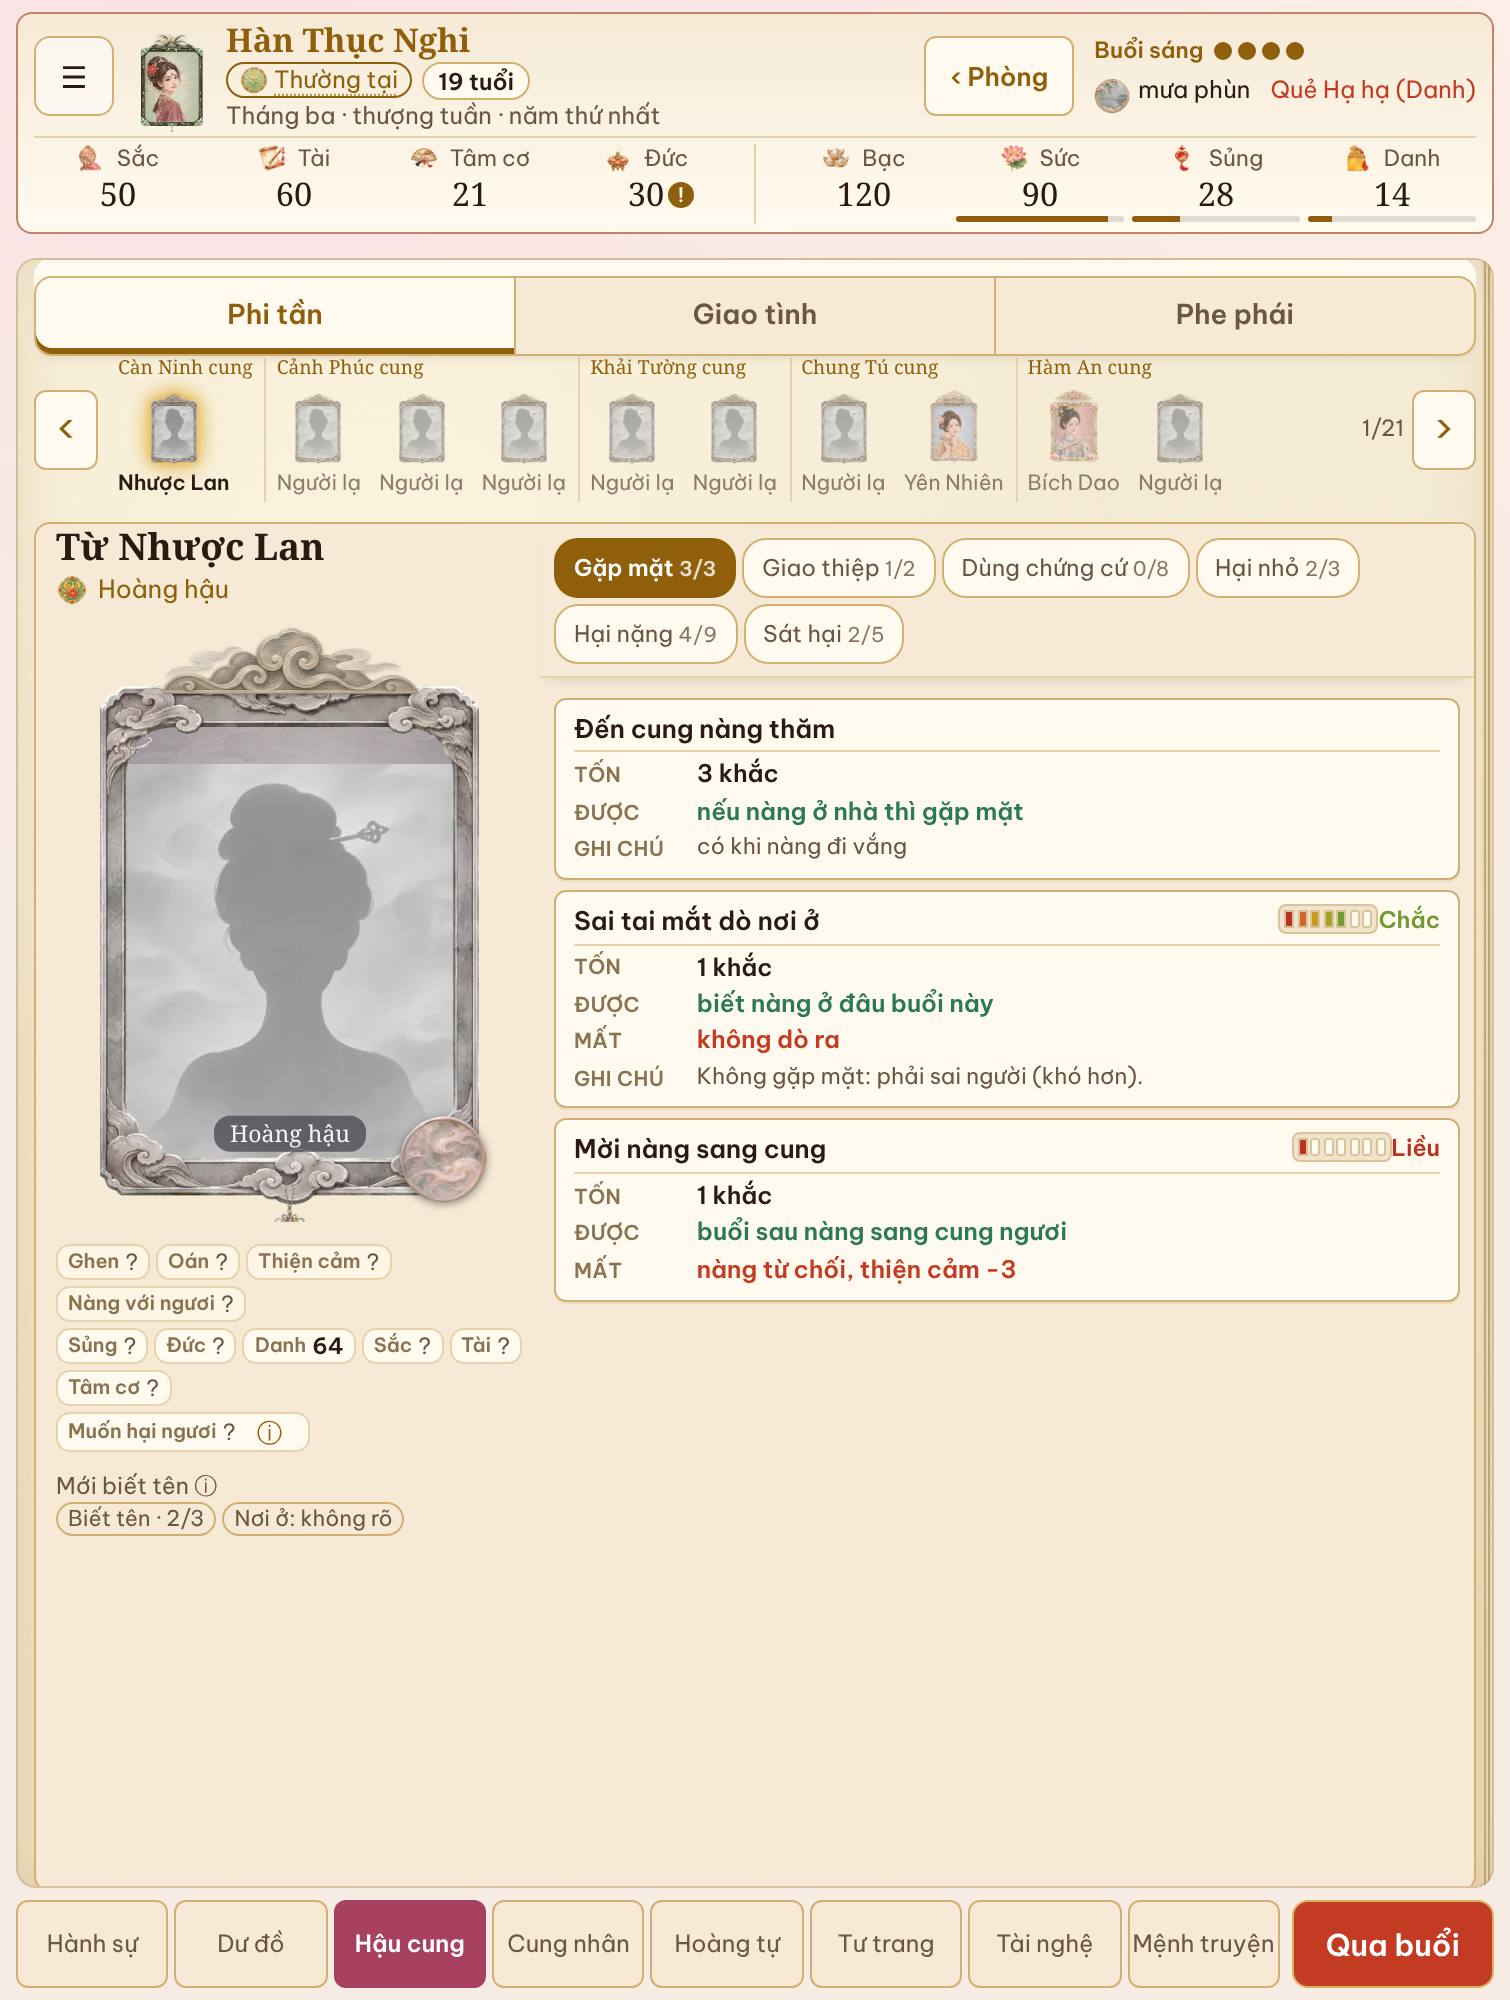 ☰
Hàn Thục Nghi
Thường tại 19 tuổi
Tháng ba · thượng tuần · năm thứ nhất
‹ Phòng
Buổi sáng
mưa phùn Quẻ Hạ hạ (Danh)
Sắc Tài Tâm cơ Đức Bạc Sức Sủng Danh
50 60 21 30 ! 120 90 28 14
Phi tần Giao tình Phe phái
Càn Ninh cung Cảnh Phúc cung Khải Tường cung Chung Tú cung Hàm An cung
‹ 1/21 ›
Nhược Lan Người lạ Người lạ Người lạ Người lạ Người lạ Người lạ Yên Nhiên Bích Dao Người lạ
Từ Nhược Lan
Hoàng hậu
Hoàng hậu
Ghen ? Oán ? Thiện cảm ?
Nàng với ngươi ?
Sủng ? Đức ? Danh 64 Sắc ? Tài ?
Tâm cơ ?
Muốn hại ngươi ? ⓘ
Mới biết tên ⓘ
Biết tên · 2/3 Nơi ở: không rõ
Gặp mặt 3/3 Giao thiệp 1/2 Dùng chứng cứ 0/8 Hại nhỏ 2/3
Hại nặng 4/9 Sát hại 2/5
Đến cung nàng thăm
TỐN 3 khắc
ĐƯỢC nếu nàng ở nhà thì gặp mặt
GHI CHÚ có khi nàng đi vắng
Sai tai mắt dò nơi ở Chắc
TỐN 1 khắc
ĐƯỢC biết nàng ở đâu buổi này
MẤT không dò ra
GHI CHÚ Không gặp mặt: phải sai người (khó hơn).
Mời nàng sang cung Liều
TỐN 1 khắc
ĐƯỢC buổi sau nàng sang cung ngươi
MẤT nàng từ chối, thiện cảm -3
Hành sự Dư đồ Hậu cung Cung nhân Hoàng tự Tư trang Tài nghệ Mệnh truyện Qua buổi